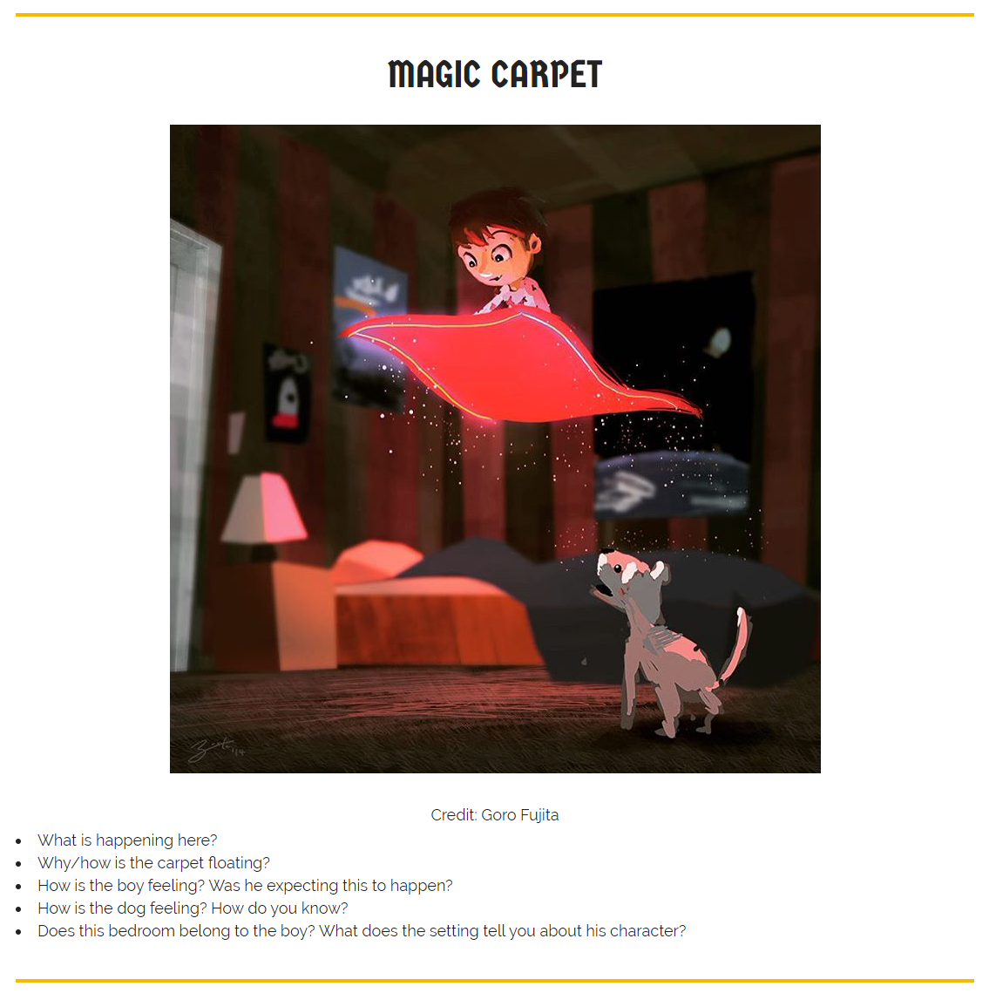 MAGIC CARPET
Credit: Goro Fujita
What is happening here?
Why/how is the carpet floating?
How is the boy feeling? Was he expecting this to happen?
How is the dog feeling? How do you know?
Does this bedroom belong to the boy? What does the setting tell you about his character?